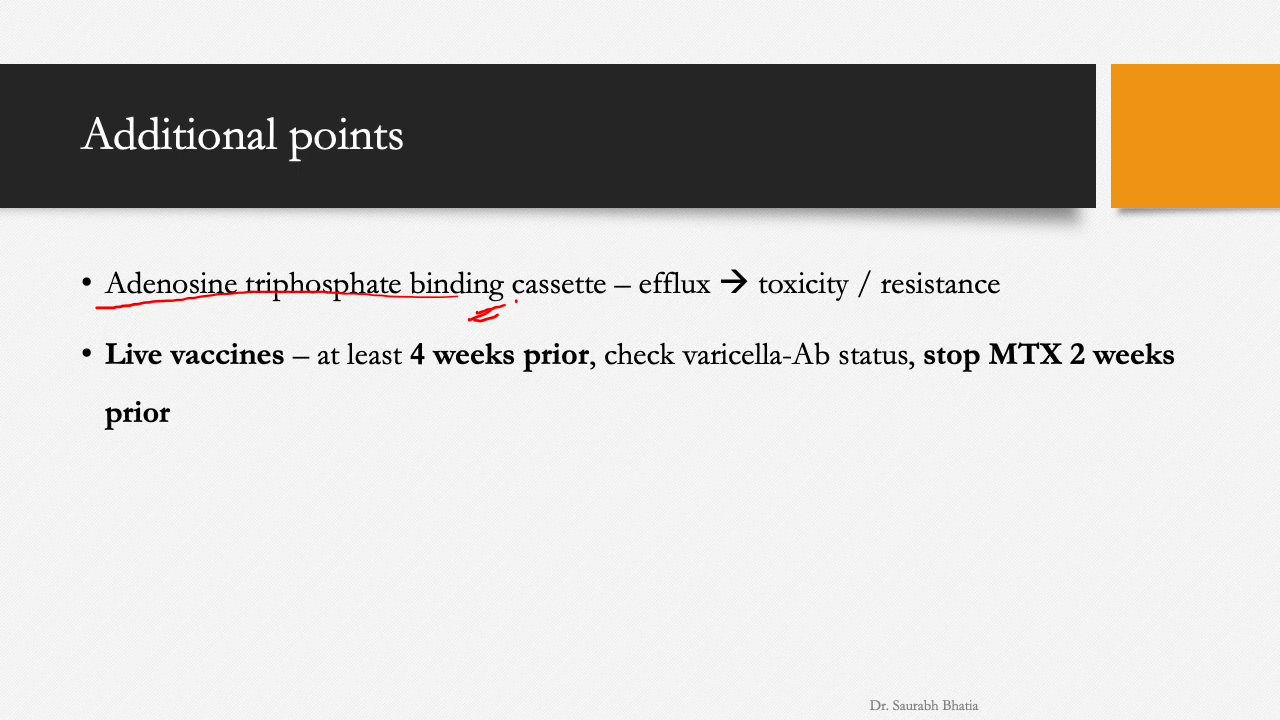 Additional points
• Adenosine triphosphate binding cassette – efflux → toxicity / resistance
• Live vaccines – at least 4 weeks prior, check varicella-Ab status, stop MTX 2 weeks
prior
Dr. Saurabh Bhatia